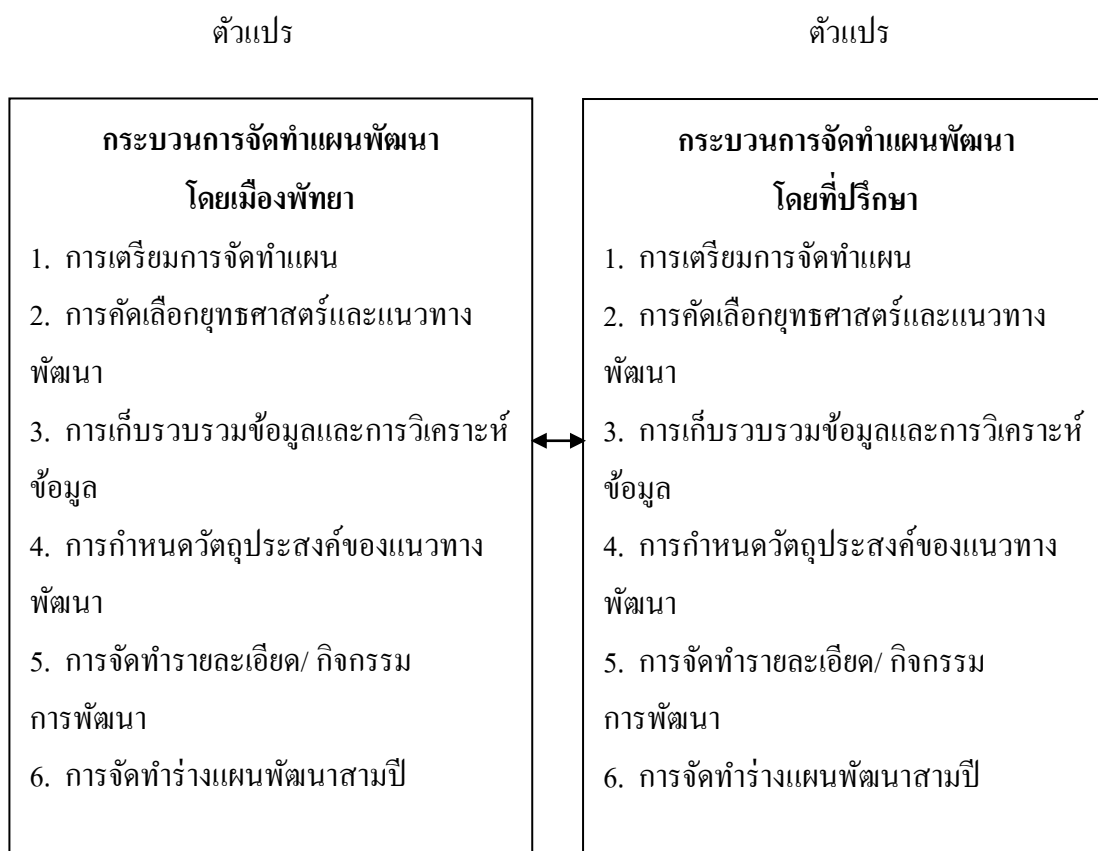 ตัวแปร
ตัวแปร
กระบวนการจัดทำแผนพัฒนา
โดยเมืองพัทยา
1. การเตรียมการจัดทำแผน
2. การคัดเลือกยุทธศาสตร์และแนวทาง
พัฒนา
3. การเก็บรวบรวมข้อมูลและการวิเคราะห์
ข้อมูล
4. การกำหนดวัตถุประสงค์ของแนวทาง
พัฒนา
5. การจัดทำรายละเอียด/ กิจกรรม
การพัฒนา
6. การจัดทำร่างแผนพัฒนาสามปี
กระบวนการจัดทำแผนพัฒนา
โดยที่ปรึกษา
1. การเตรียมการจัดทำแผน
2. การคัดเลือกยุทธศาสตร์และแนวทาง
พัฒนา
3. การเก็บรวบรวมข้อมูลและการวิเคราะห์
ข้อมูล
4. การกำหนดวัตถุประสงค์ของแนวทาง
พัฒนา
5. การจัดทำรายละเอียด/ กิจกรรม
การพัฒนา
6. การจัดทำร่างแผนพัฒนาสามปี